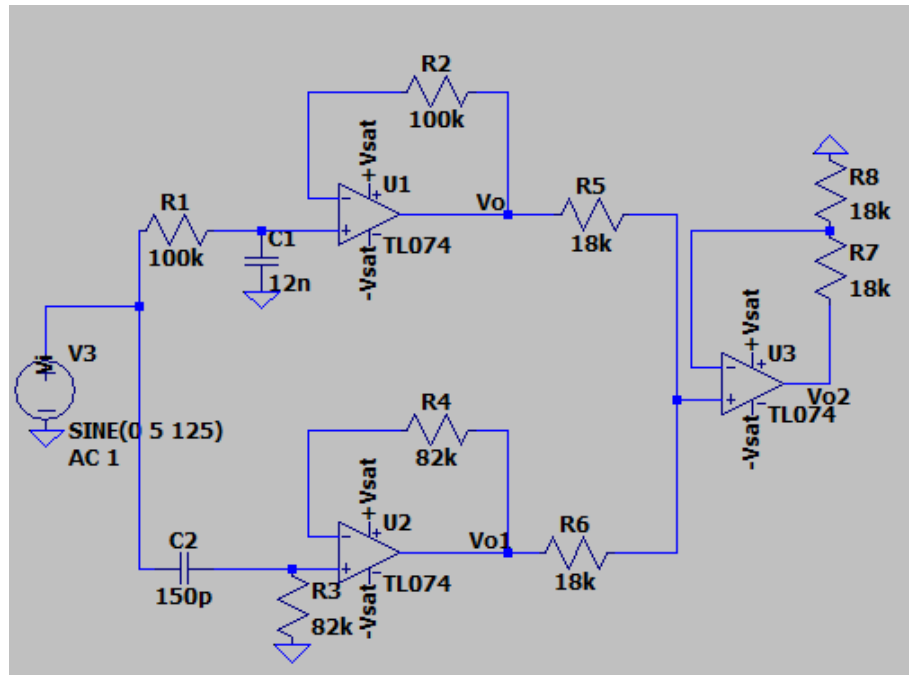 R2
100k
+Vsat
U1
R1
100k
C1
12n
-Vsat
TL074
Vo
R5
18k
R8
18k
R7
18k
+Vsat
U3
-Vsat
TL074
Vo2
Vi
V3
SINE(0 5 125)
AC 1
R4
82k
+Vsat
U2
C2
150p
R3
82k
-Vsat
TL074
Vo1
R6
18k